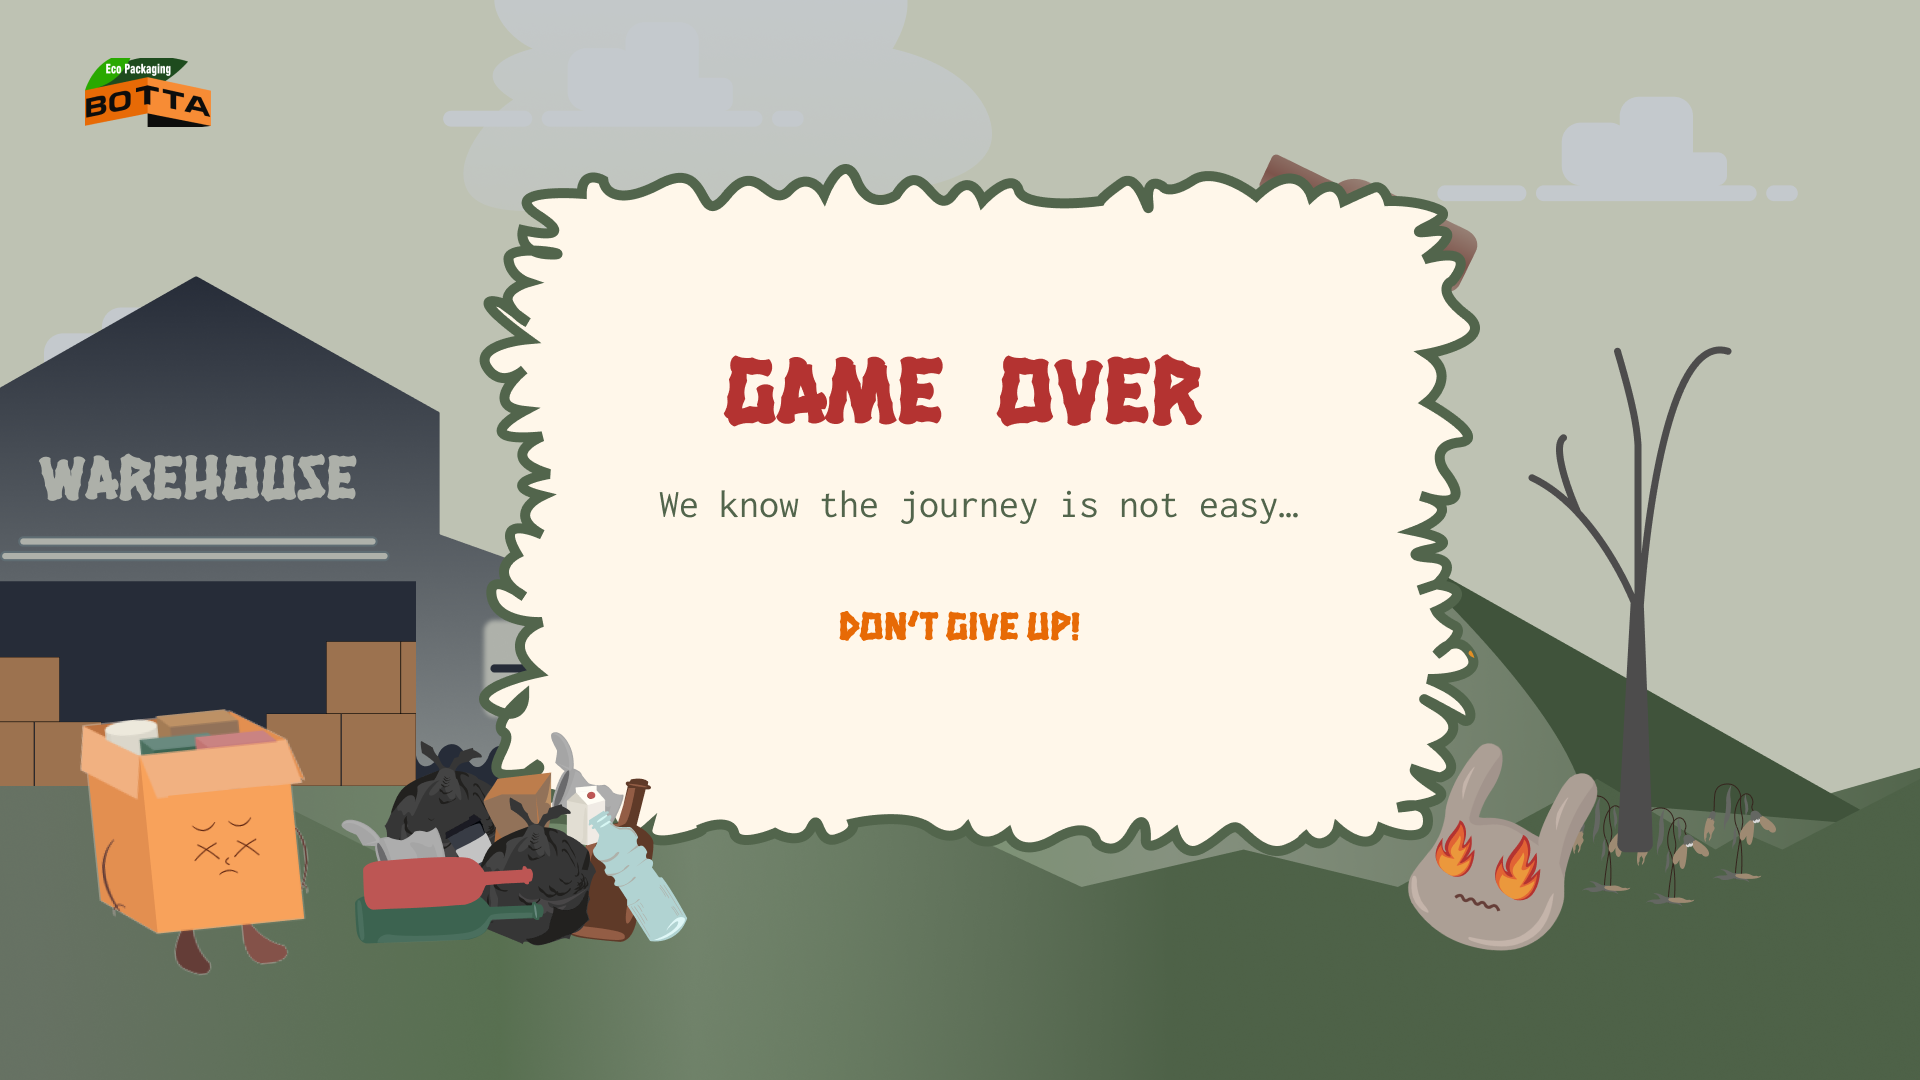 Eco Packaging
BOTTA
GAME OVER
WAREHOUSE
We know the journey is not easy…
DON'T GIVE UP!